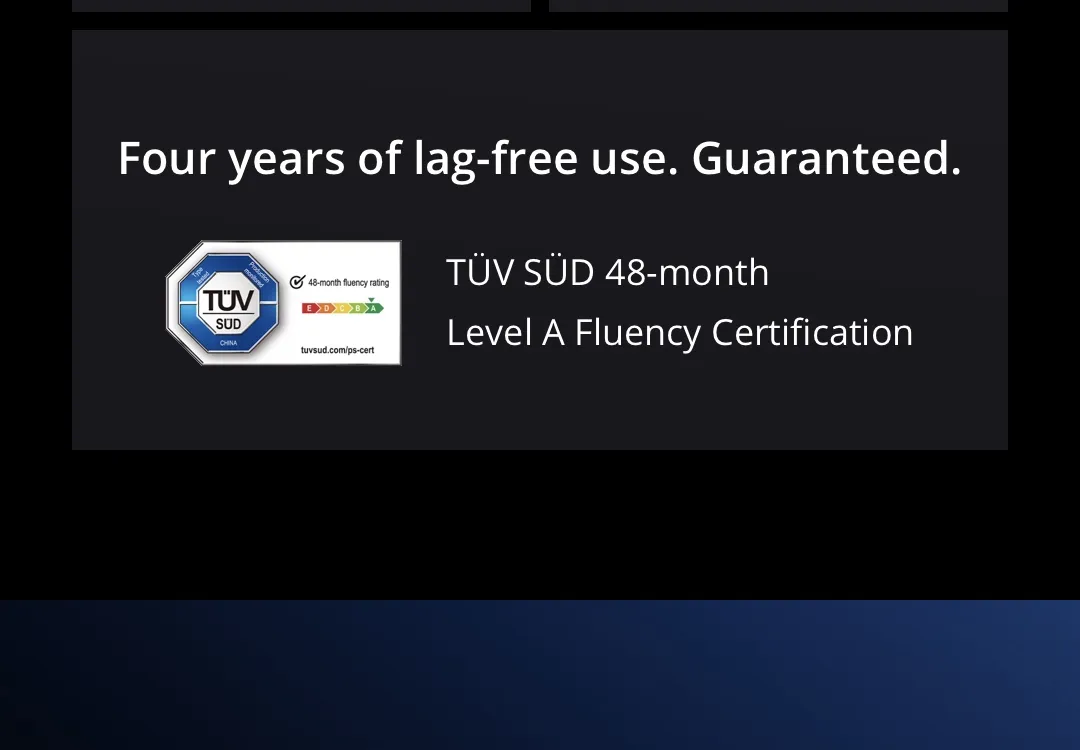 Four years of lag-free use. Guaranteed.
Type tested
Production monitored
TÜV
SÜD
CHINA
48-month fluency rating
E D C B A
tuvsud.com/ps-cert
TÜV SÜD 48-month
Level A Fluency Certification